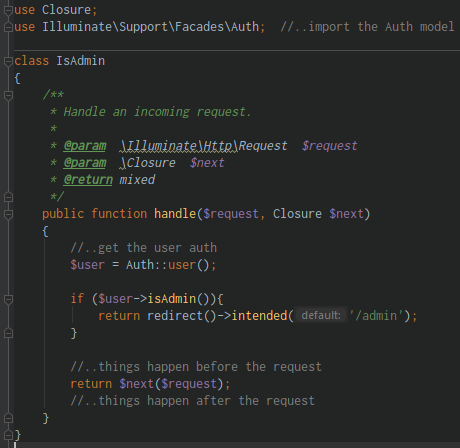 use Closure;
use Illuminate\Support\Facades\Auth;  //..import the Auth model
class IsAdmin
{
    /**
     * Handle an incoming request.
     *
     * @param  \Illuminate\Http\Request  $request
     * @param  \Closure  $next
     * @return mixed
     */
    public function handle($request, Closure $next)
    {
        //..get the user auth
        $user = Auth::user();
        if ($user->isAdmin()){
            return redirect()->intended( default: '/admin');
        }
        //..things happen before the request
        return $next($request);
        //..things happen after the request
    }
}